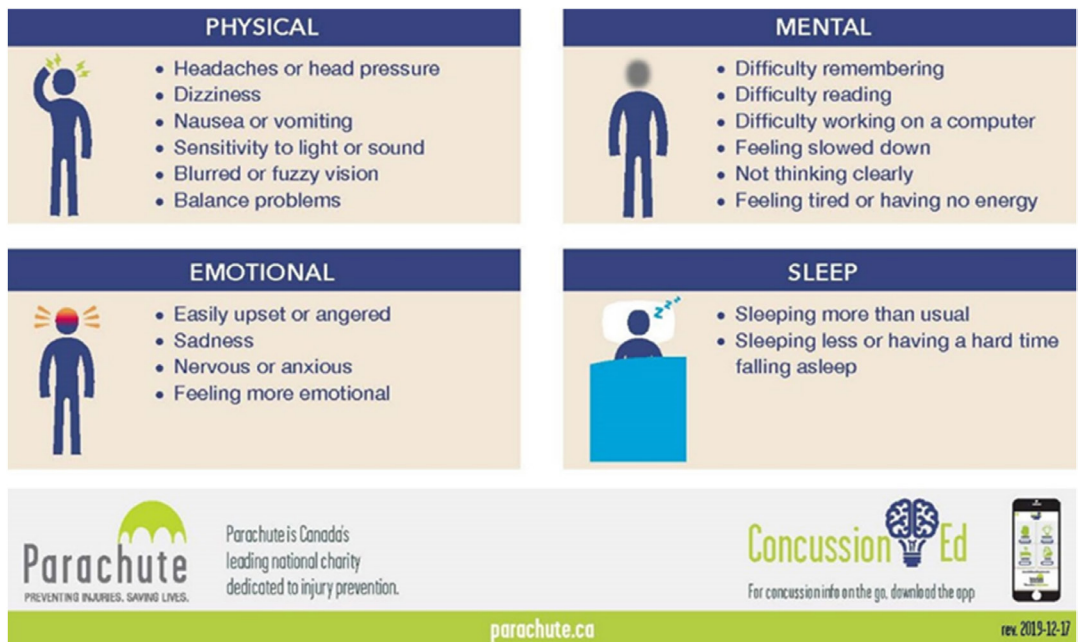 PHYSICAL
• Headaches or head pressure
• Dizziness
• Nausea or vomiting
• Sensitivity to light or sound
• Blurred or fuzzy vision
• Balance problems
MENTAL
• Difficulty remembering
• Difficulty reading
• Difficulty working on a computer
• Feeling slowed down
• Not thinking clearly
• Feeling tired or having no energy
EMOTIONAL
• Easily upset or angered
• Sadness
• Nervous or anxious
• Feeling more emotional
SLEEP
zzz
• Sleeping more than usual
• Sleeping less or having a hard time
falling asleep
Parachute
PREVENTING INJURIES. SAVING LIVES.
Parachute is Canada's
leading national charity
dedicated to injury prevention.
Concussion Ed
For concussion info on the go, download the app
parachute.ca
rev. 2019-12-17